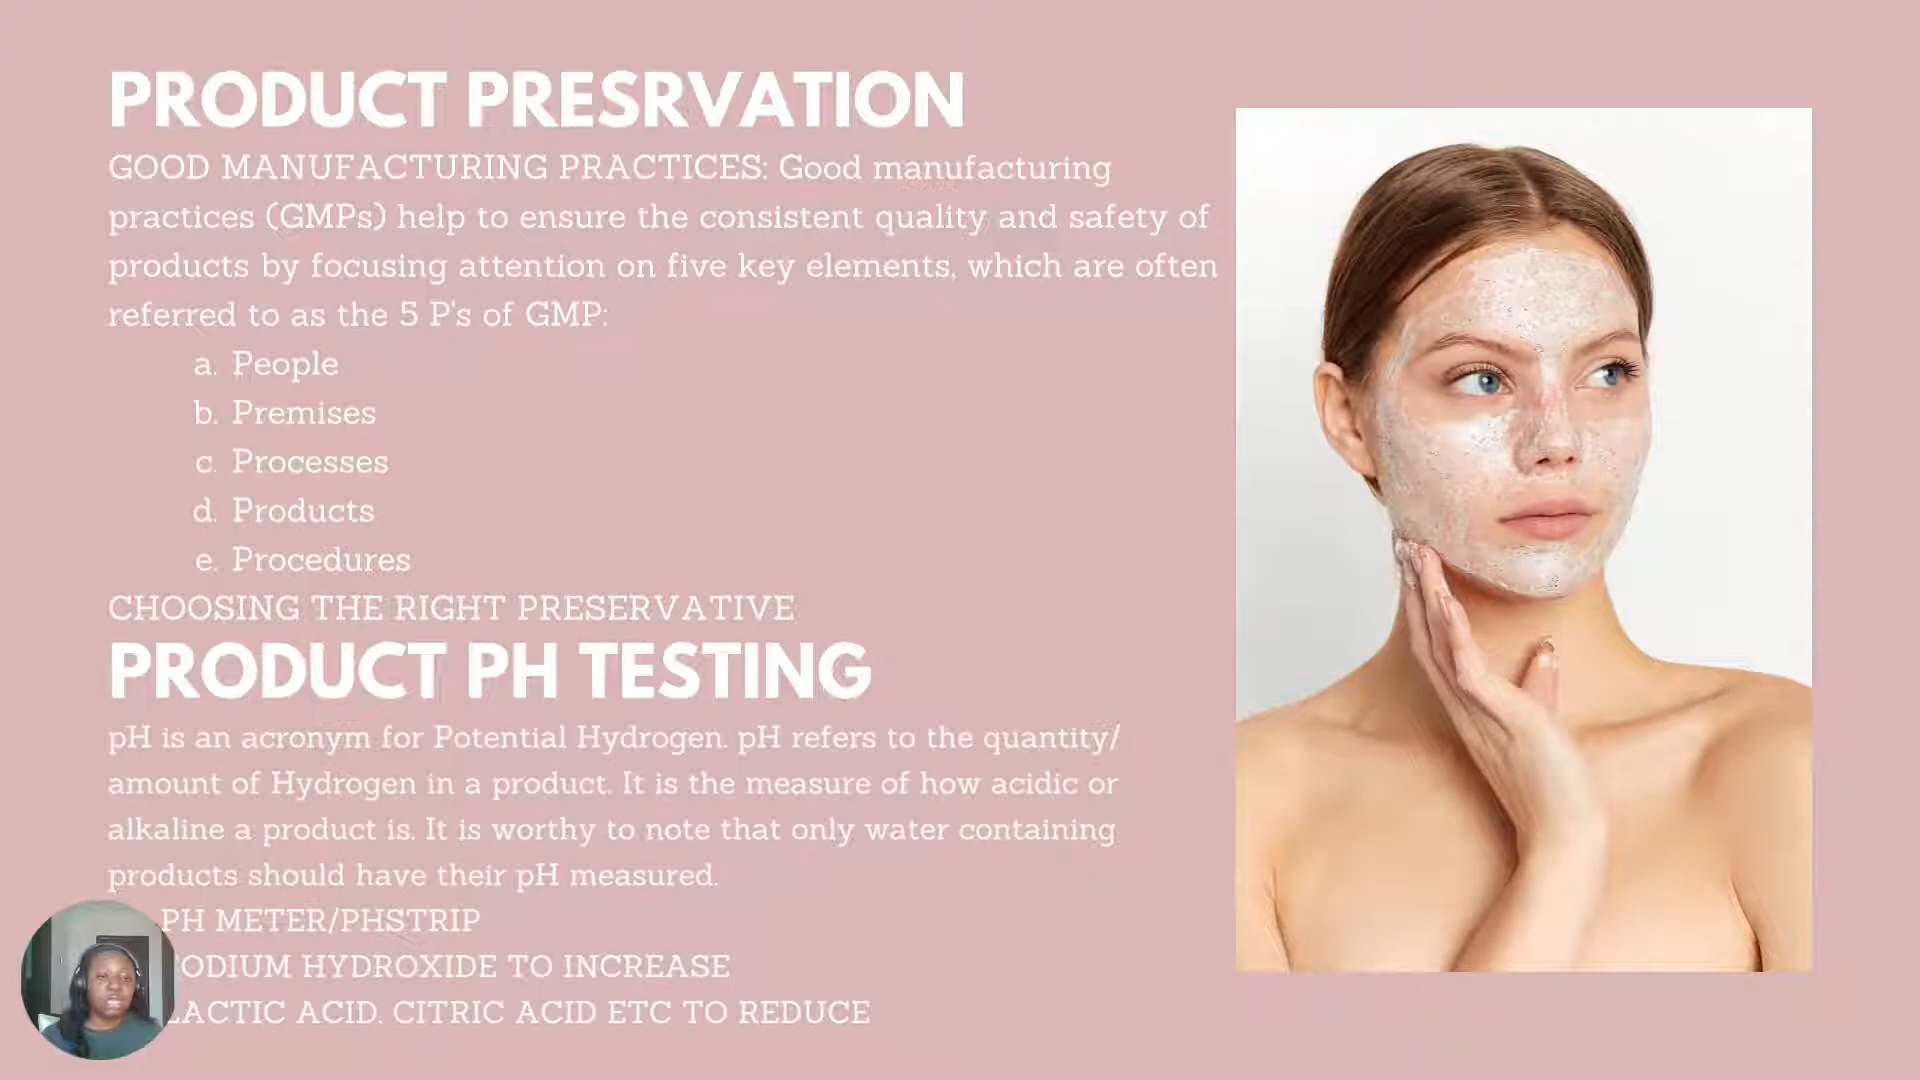 PRODUCT PRESRVATION
GOOD MANUFACTURING PRACTICES: Good manufacturing
practices (GMPs) help to ensure the consistent quality and safety of
products by focusing attention on five key elements, which are often
referred to as the 5 P's of GMP:
a. People
b. Premises
c. Processes
d. Products
e. Procedures
CHOOSING THE RIGHT PRESERVATIVE
PRODUCT PH TESTING
pH is an acronym for Potential Hydrogen. pH refers to the quantity/
amount of Hydrogen in a product. It is the measure of how acidic or
alkaline a product is. It is worthy to note that only water containing
products should have their pH measured.
PH METER/PHSTRIP
ODIUM HYDROXIDE TO INCREASE
LACTIC ACID. CITRIC ACID ETC TO REDUCE